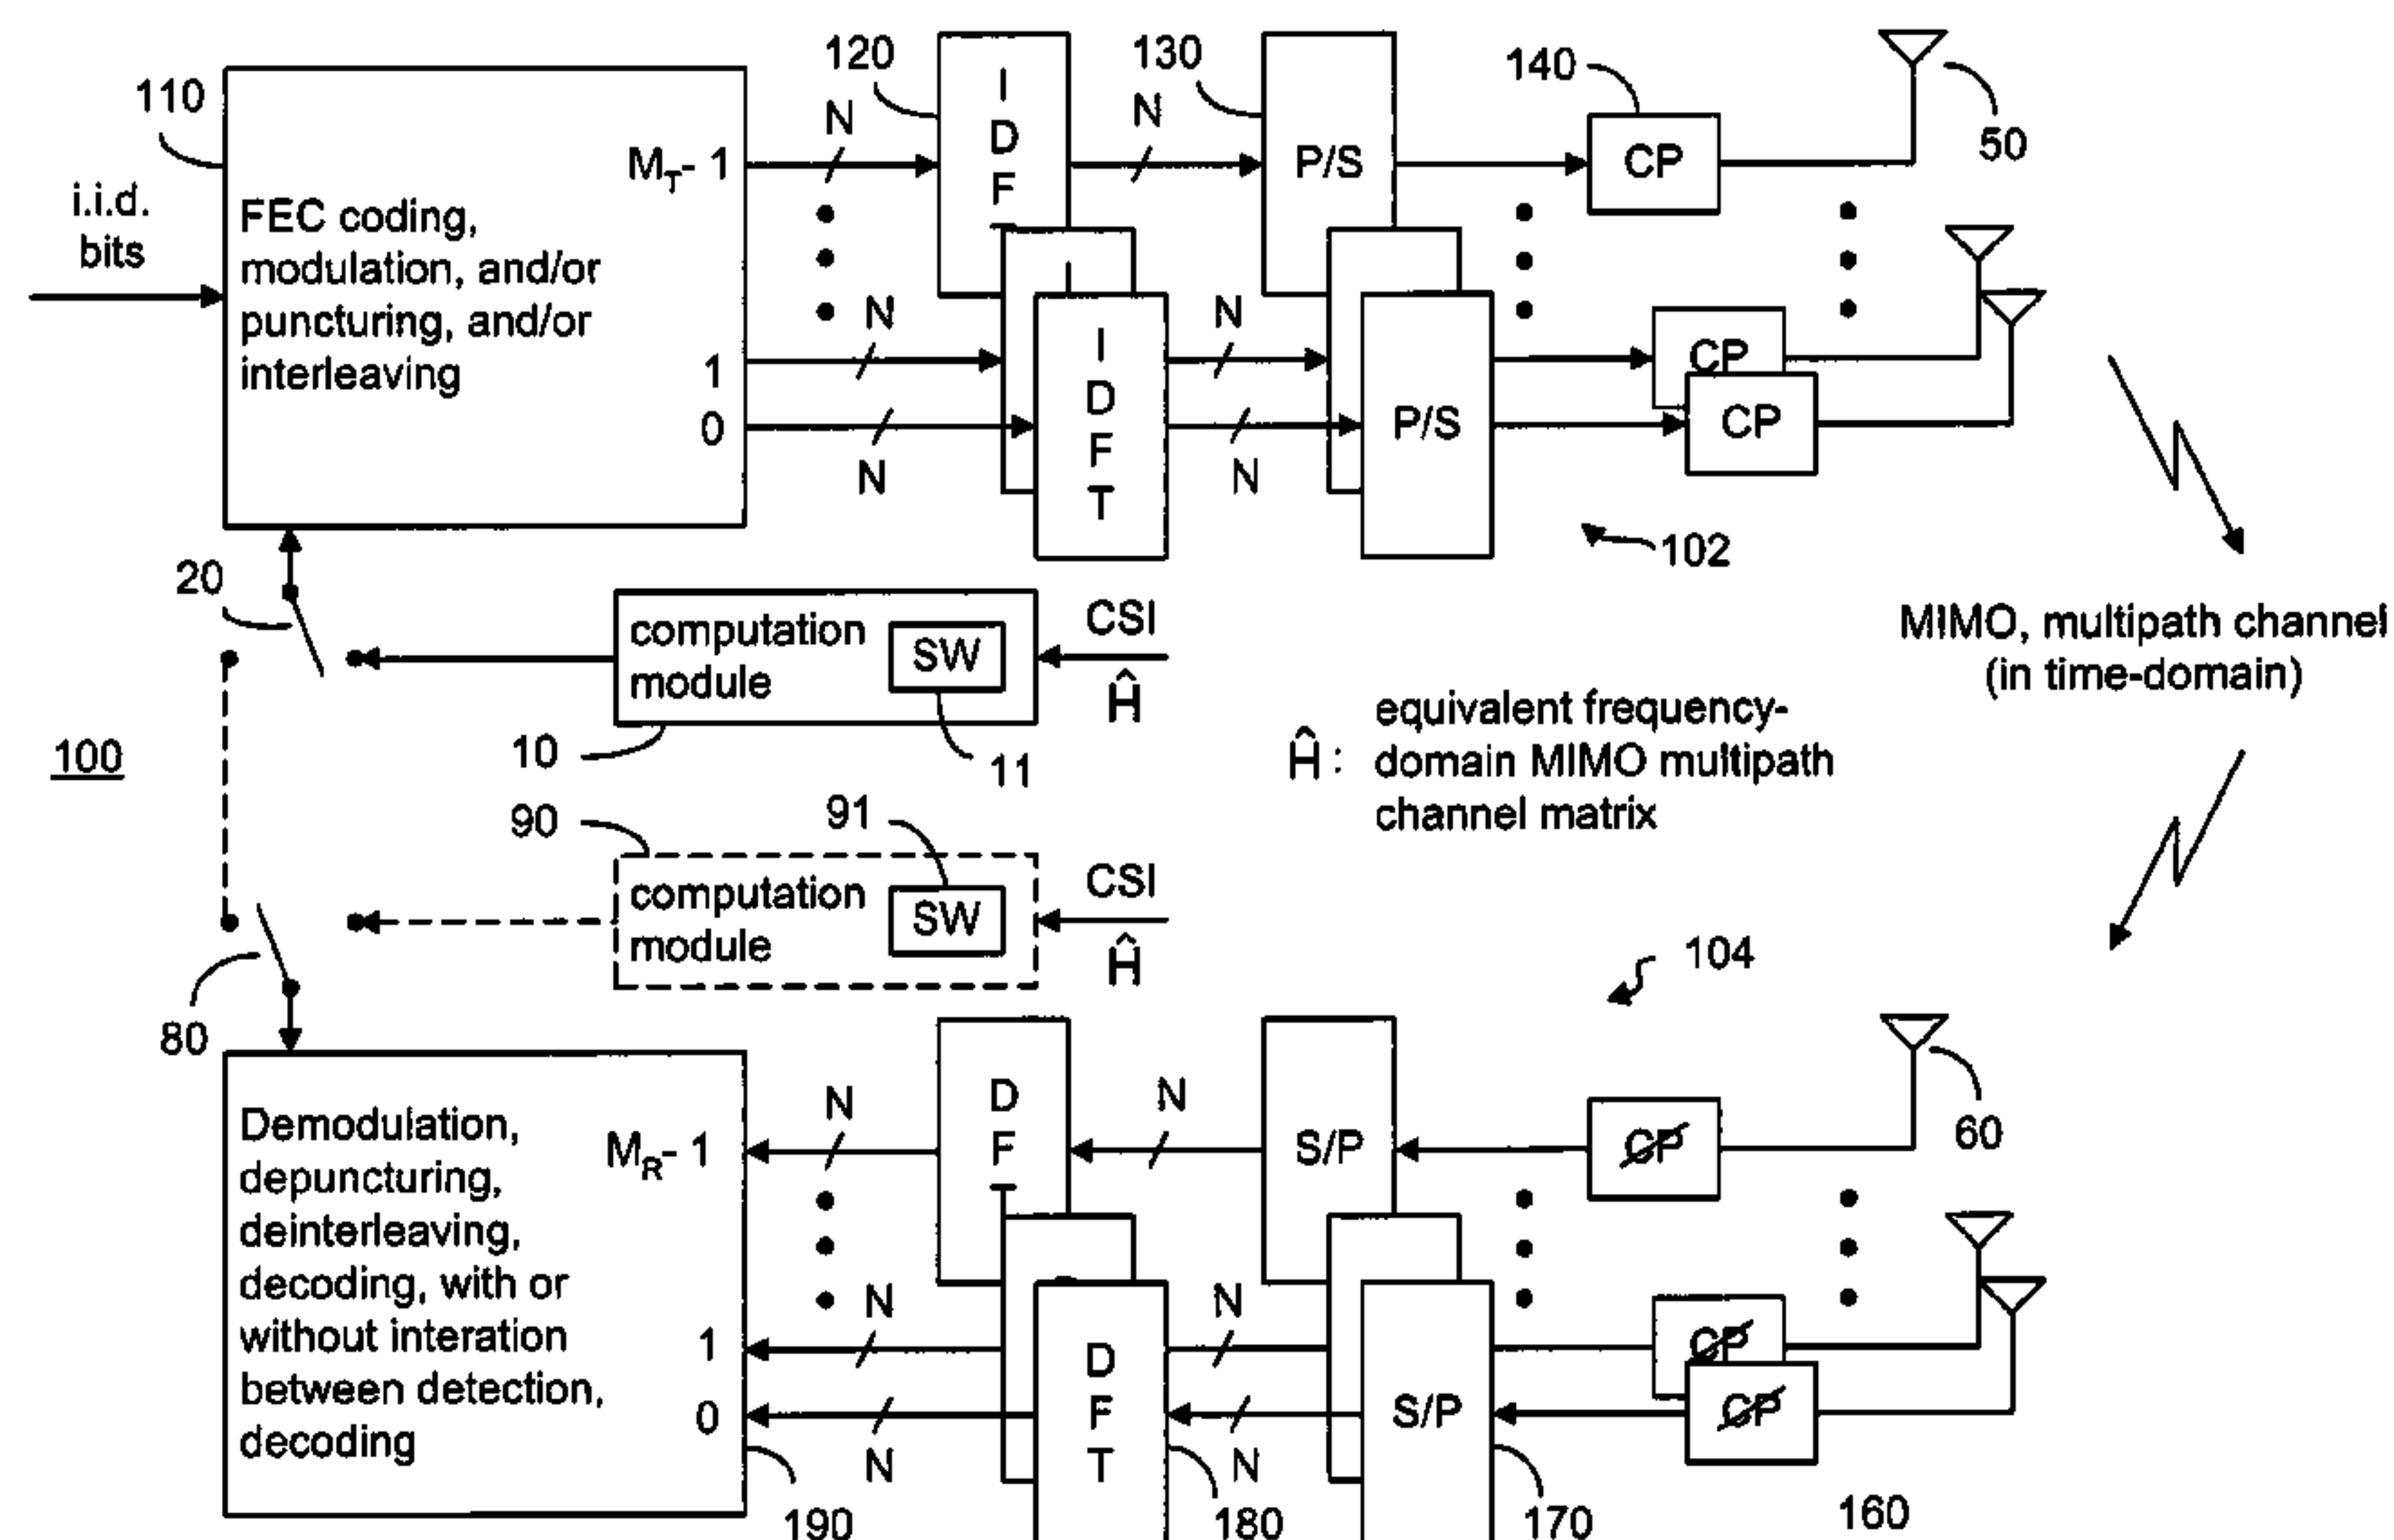 120
130
140
50
110
i.i.d.
bits
M_T- 1
FEC coding,
modulation, and/or
puncturing, and/or
interleaving
1
0
N
N
N
N
N
N
I
D
F
I
D
F
T
P/S
P/S
CP
CP
CP
102
20
computation
module
SW
CSI
Ĥ
10
11
100
MIMO, multipath channel
(in time-domain)
Ĥ :
equivalent frequency-
domain MIMO multipath
channel matrix
90
91
computation
module
SW
CSI
Ĥ
80
104
60
Demodulation,
depuncturing,
deinterleaving,
decoding, with or
without interation
between detection,
decoding
M_R- 1
1
0
N
N
N
N
N
N
D
F
T
D
F
T
S/P
S/P
CP
CP
CP
190
180
170
160